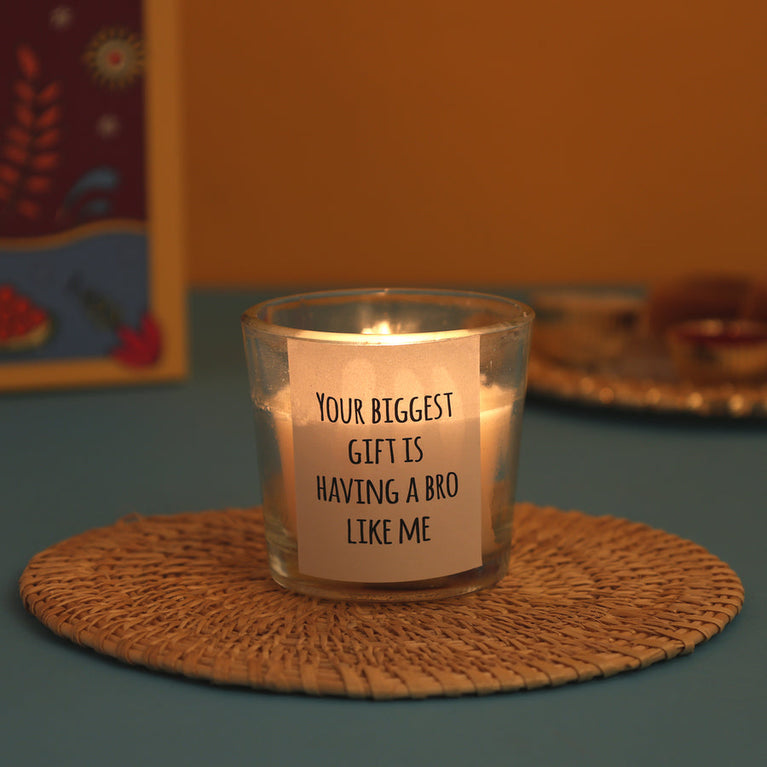 YOUR BIGGEST
GIFT IS
HAVING A BRO
LIKE ME